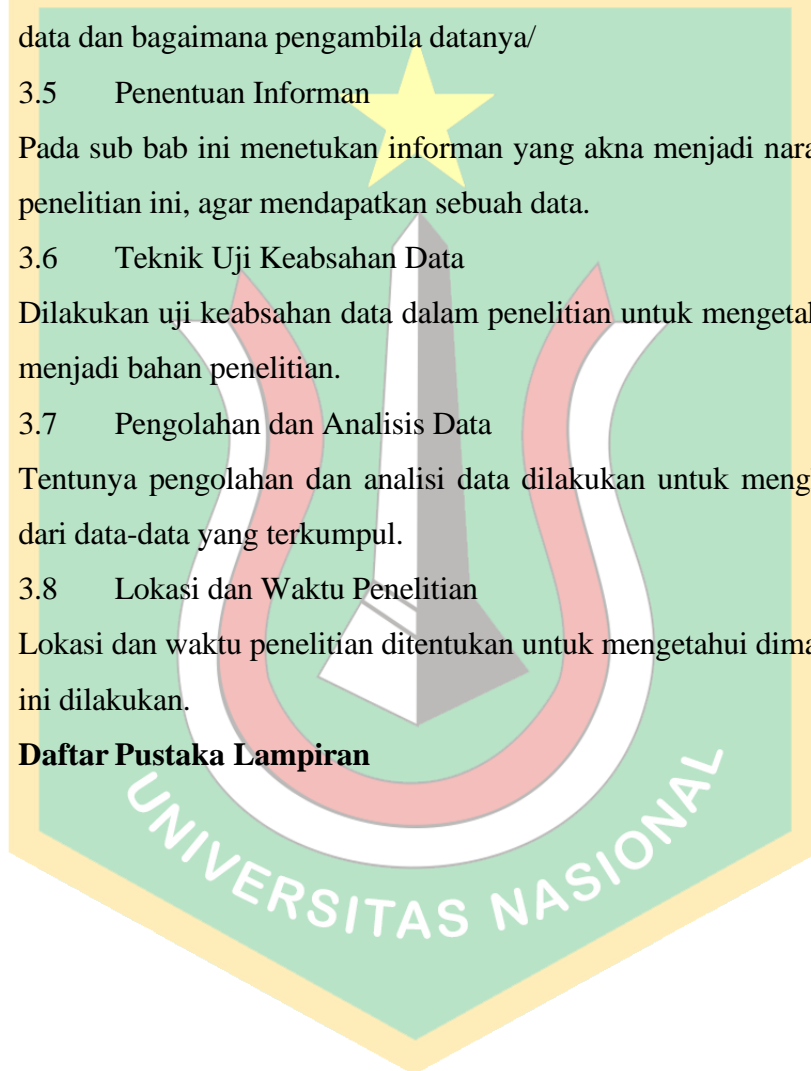 data dan bagaimana pengambila datanya/
3.5 Penentuan Informan
Pada sub bab ini menetukan informan yang akna menjadi nara
penelitian ini, agar mendapatkan sebuah data.
3.6 Teknik Uji Keabsahan Data
Dilakukan uji keabsahan data dalam penelitian untuk mengetah
menjadi bahan penelitian.
3.7 Pengolahan dan Analisis Data
Tentunya pengolahan dan analisi data dilakukan untuk meng
dari data-data yang terkumpul.
3.8 Lokasi dan Waktu Penelitian
Lokasi dan waktu penelitian ditentukan untuk mengetahui dima
ini dilakukan.
Daftar Pustaka Lampiran
UNIVERSITAS NASIONAL